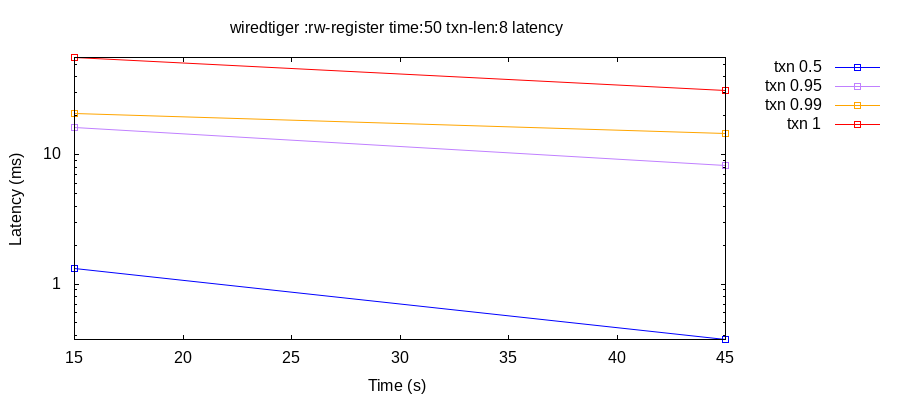 wiredtiger :rw-register time:50 txn-len:8 latency
txn 0.5
txn 0.95
txn 0.99
txn 1
Latency (ms)
10
1
15 20 25 30 35 40 45
Time (s)